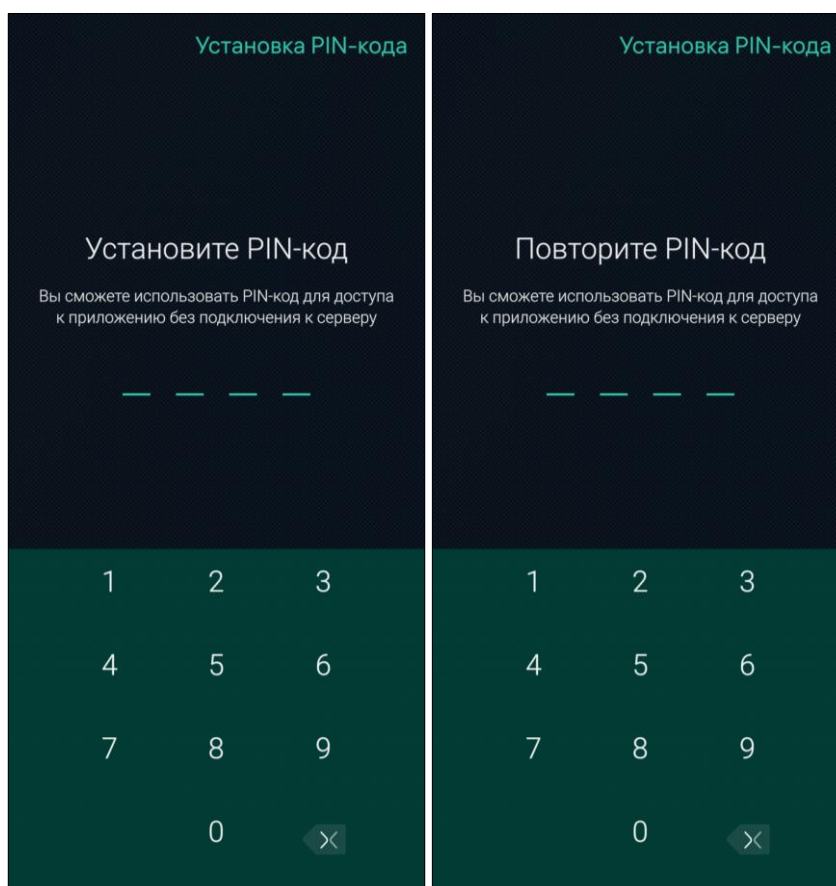 Установка PIN-кода
Установите PIN-код
Вы сможете использовать PIN-код для доступа
к приложению без подключения к серверу
1 2 3
4 5 6
7 8 9
0
Установка PIN-кода
Повторите PIN-код
Вы сможете использовать PIN-код для доступа
к приложению без подключения к серверу
1 2 3
4 5 6
7 8 9
0